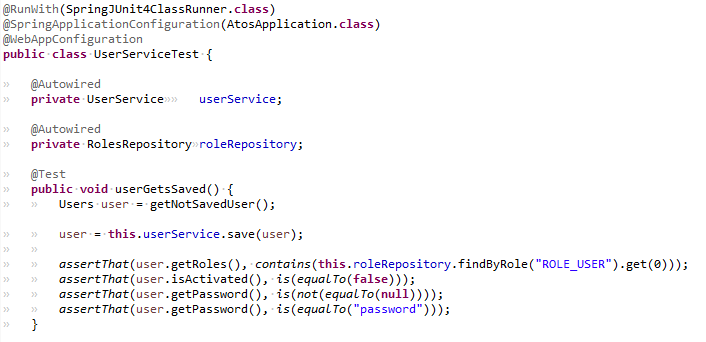 @RunWith(SpringJUnit4ClassRunner.class)
@SpringApplicationConfiguration(AtosApplication.class)
@WebAppConfiguration
public class UserServiceTest {
@Autowired
private UserService userService;
@Autowired
private RolesRepository roleRepository;
@Test
public void userGetsSaved() {
Users user = getNotSavedUser();
user = this.userService.save(user);
assertThat(user.getRoles(), contains(this.roleRepository.findByRole("ROLE_USER").get(0)));
assertThat(user.isActivated(), is(equalTo(false)));
assertThat(user.getPassword(), is(not(equalTo(null))));
assertThat(user.getPassword(), is(equalTo("password")));
}